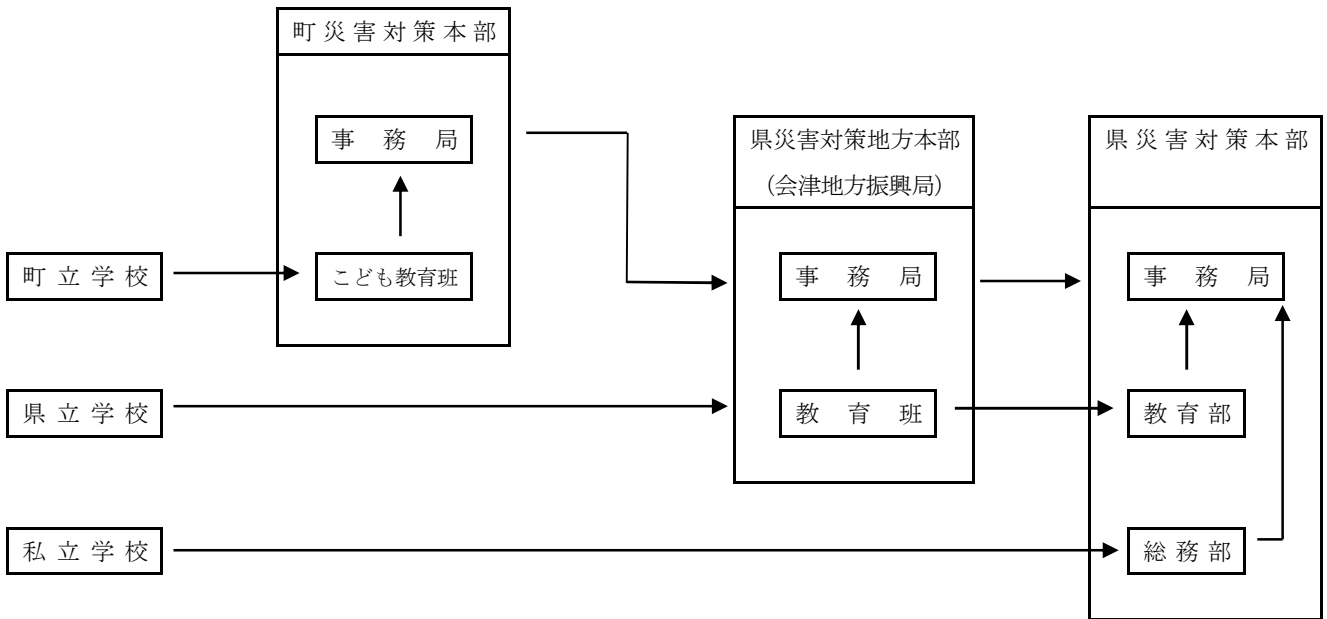 町災害対策本部
事務局
こども教育班
町立学校
県災害対策地方本部
（会津地方振興局）
事務局
教育班
県災害対策本部
事務局
教育部
総務部
県立学校
私立学校